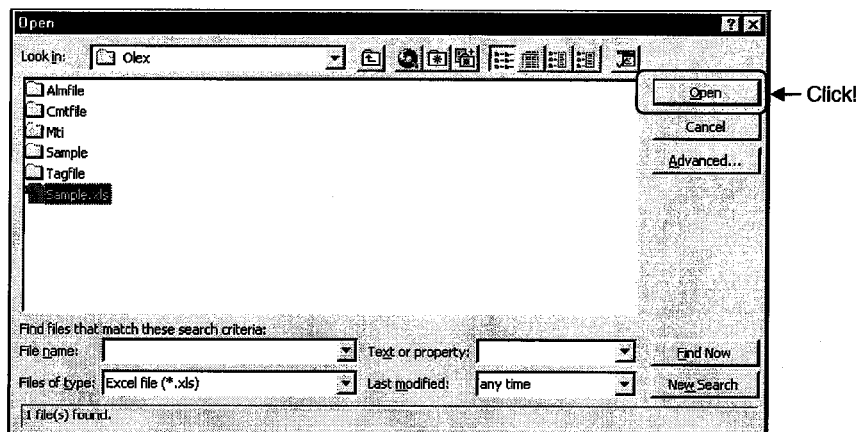 Open
Look in: Olex
Almfile
Cmtfile
Mti
Sample
Tagfile
Sample.xls
Open
Click!
Cancel
Advanced...
Find files that match these search criteria:
File name: Text or property: Find Now
Files of type: Excel file (*.xls) Last modified: any time New Search
1 file(s) found.